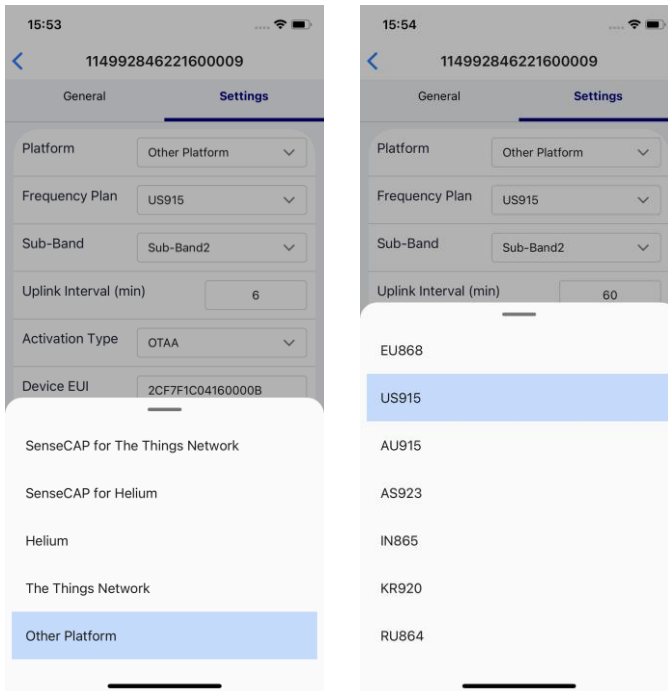 15:53
114992846221600009
General Settings
Platform Other Platform
Frequency Plan US915
Sub-Band Sub-Band2
Uplink Interval (min) 6
Activation Type OTAA
Device EUI 2CF7F1C04160000B
SenseCAP for The Things Network
SenseCAP for Helium
Helium
The Things Network
Other Platform
15:54
114992846221600009
General Settings
Platform Other Platform
Frequency Plan US915
Sub-Band Sub-Band2
Uplink Interval (min) 60
EU868
US915
AU915
AS923
IN865
KR920
RU864